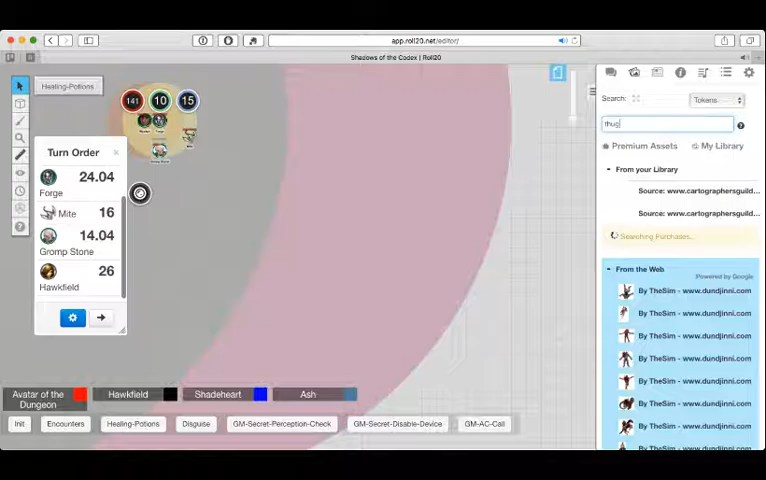 app.roll20.net/editor/
Shadows of the Codex | Roll20
Healing-Potions
141
10
15
Turn Order
24.04
Forge
Mite
16
14.04
Gromp Stone
26
Hawkfield
Search:
Tokens
thug
Premium Assets
My Library
From your Library
Source: www.cartographersguild...
Source: www.cartographersguild...
Searching Purchases...
From the Web
Powered by Google
By TheSim - www.dundjinni.com
By TheSim - www.dundjinni.com
By TheSim - www.dundjinni.com
By TheSim - www.dundjinni.com
By TheSim - www.dundjinni.com
By TheSim - www.dundjinni.com
By TheSim - www.dundjinni.com
By TheSim - www.dundjinni.com
Avatar of the
Dungeon
Hawkfield
Shadeheart
Ash
Init
Encounters
Healing-Potions
Disguise
GM-Secret-Perception-Check
GM-Secret-Disable-Device
GM-AC-Call